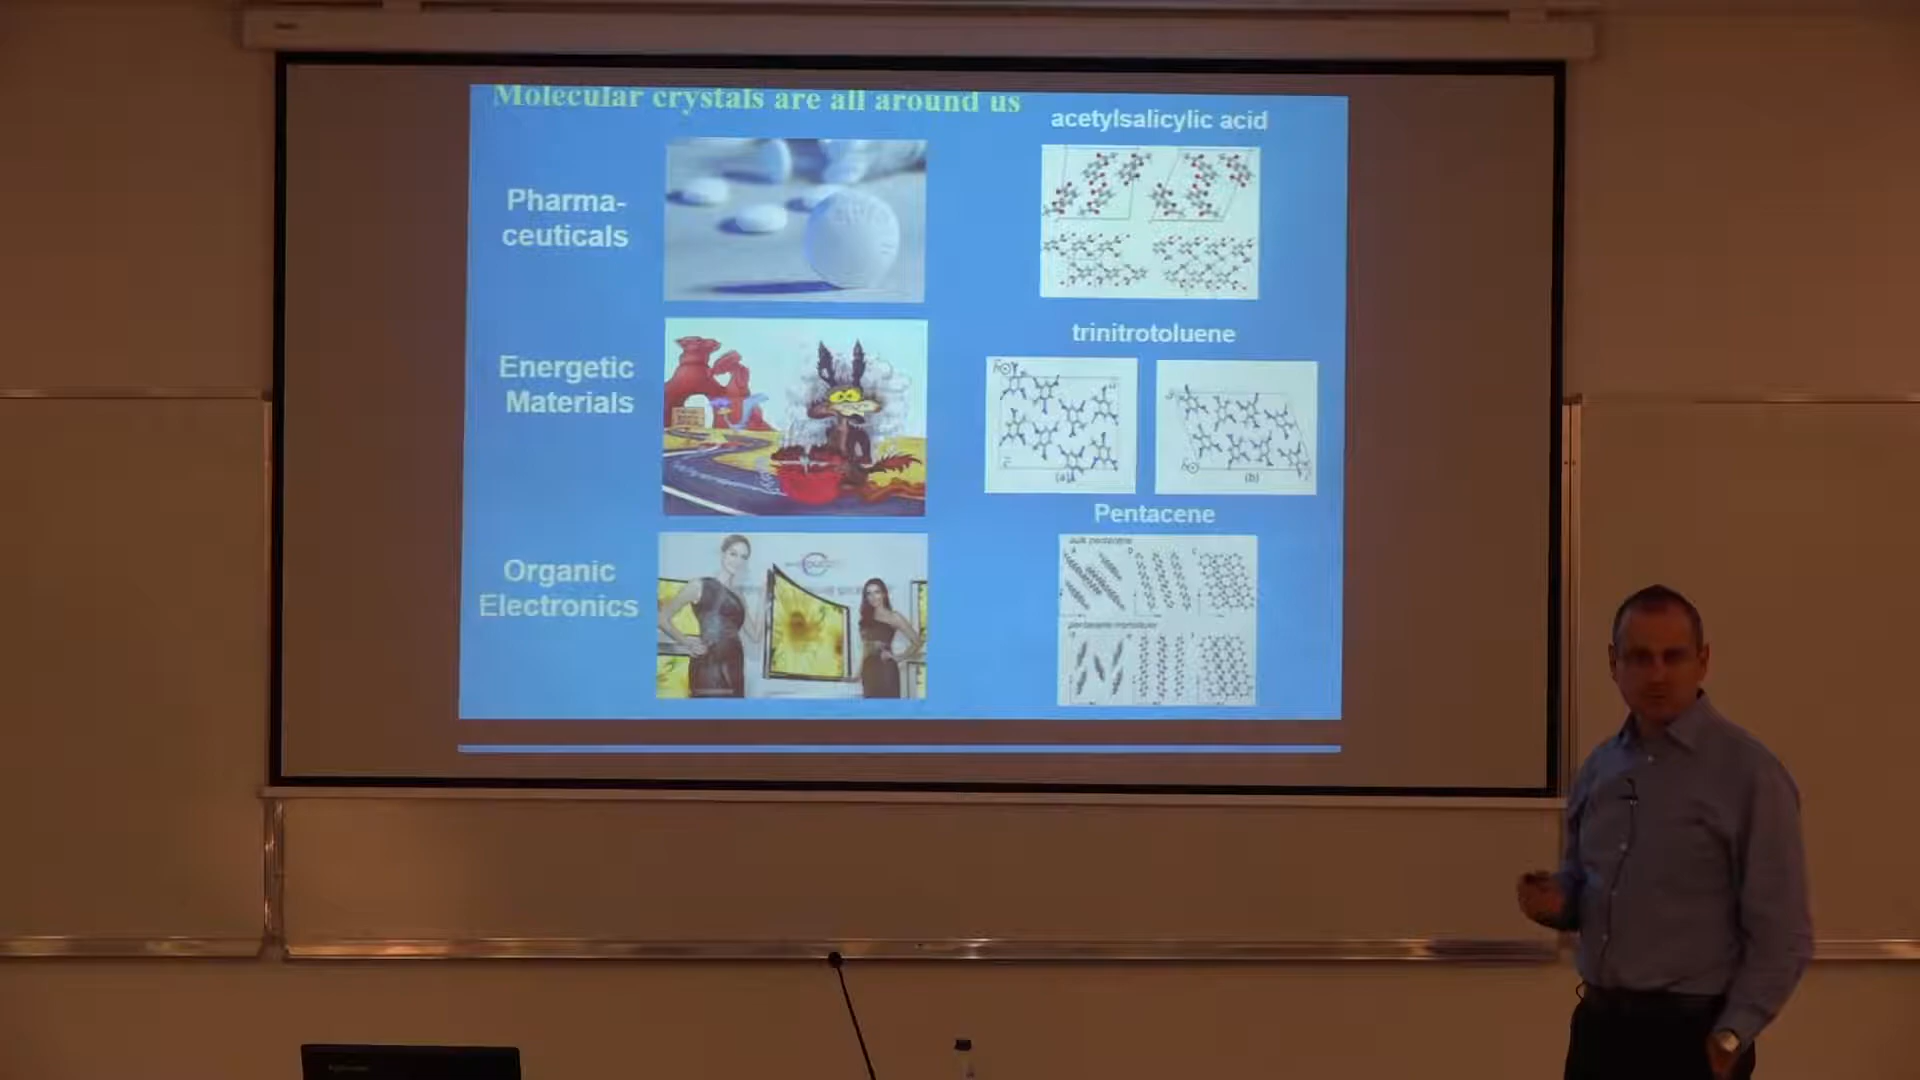 Molecular crystals are all around us
acetylsalicylic acid
Pharma-
ceuticals
trinitrotoluene
Energetic
Materials
(b)
Pentacene
Organic
Electronics